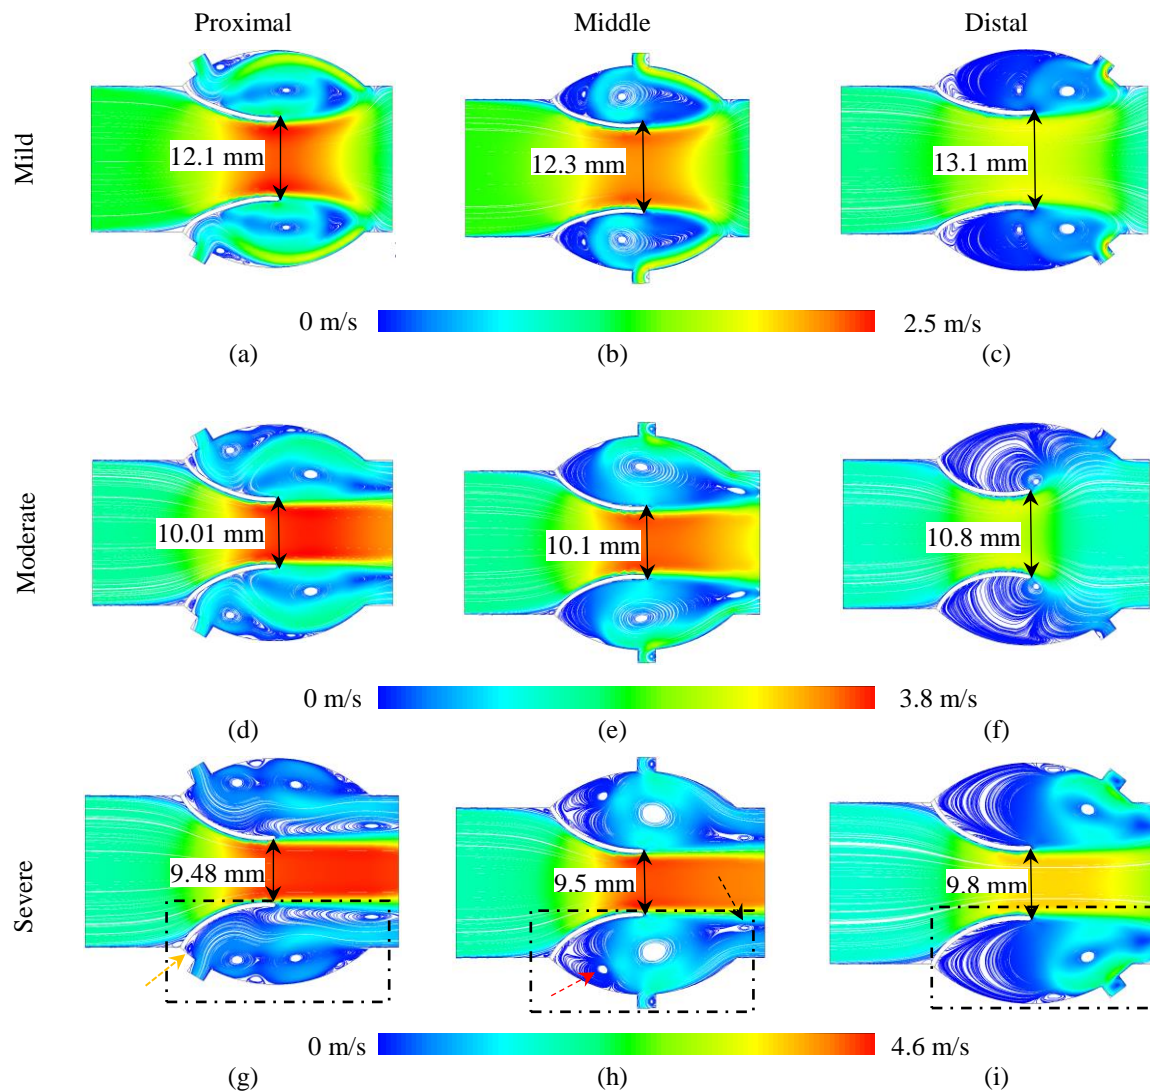 Proximal Middle Distal
Mild
12.1 mm 12.3 mm 13.1 mm
0 m/s 2.5 m/s
(a) (b) (c)
Moderate
10.01 mm 10.1 mm 10.8 mm
0 m/s 3.8 m/s
(d) (e) (f)
Severe
9.48 mm 9.5 mm 9.8 mm
0 m/s 4.6 m/s
(g) (h) (i)